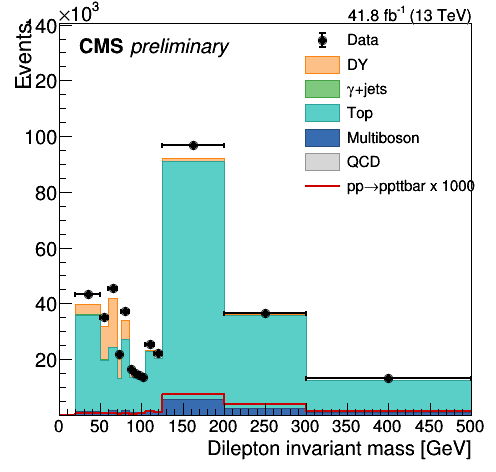 ×10³
41.8 fb⁻¹ (13 TeV)
CMS preliminary
Events
Data
DY
γ+jets
Top
Multiboson
QCD
pp→ppttbar x 1000
140
120
100
80
60
40
20
0 50 100 150 200 250 300 350 400 450 500
Dilepton invariant mass [GeV]